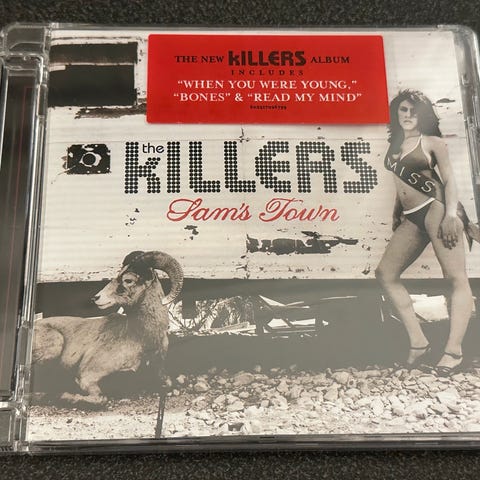 THE NEW kILLERS ALBUM
INCLUDES
"WHEN YOU WERE YOUNG,"
"BONES" & "READ MY MIND"
the
kILLERS
Sam's Town
MISS